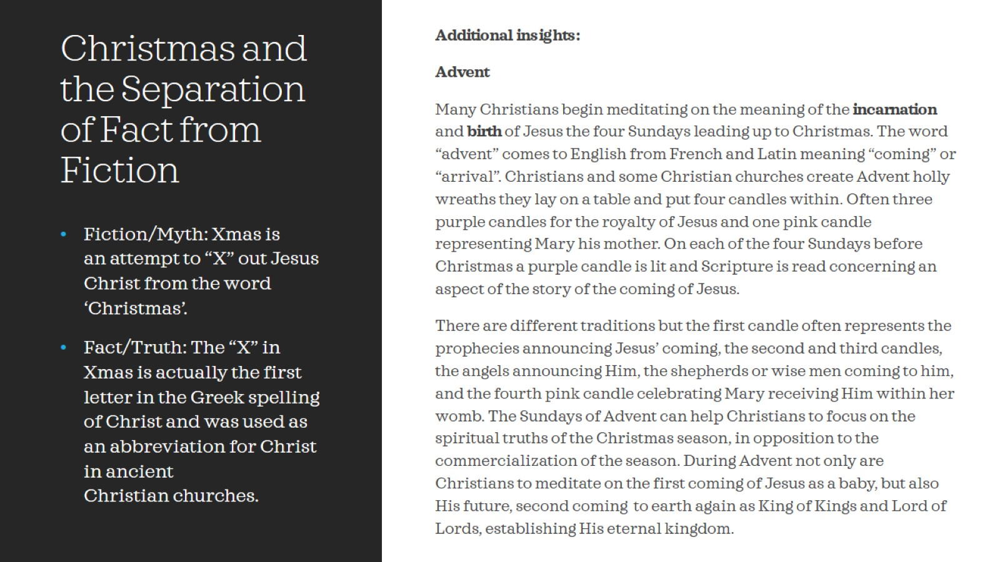 Christmas and
the Separation
of Fact from
Fiction
• Fiction/Myth: Xmas is
an attempt to “X” out Jesus
Christ from the word
‘Christmas’.
• Fact/Truth: The “X” in
Xmas is actually the first
letter in the Greek spelling
of Christ and was used as
an abbreviation for Christ
in ancient
Christian churches.
Additional insights:
Advent
Many Christians begin meditating on the meaning of the incarnation
and birth of Jesus the four Sundays leading up to Christmas. The word
“advent” comes to English from French and Latin meaning “coming” or
“arrival”. Christians and some Christian churches create Advent holly
wreaths they lay on a table and put four candles within. Often three
purple candles for the royalty of Jesus and one pink candle
representing Mary his mother. On each of the four Sundays before
Christmas a purple candle is lit and Scripture is read concerning an
aspect of the story of the coming of Jesus.
There are different traditions but the first candle often represents the
prophecies announcing Jesus’ coming, the second and third candles,
the angels announcing Him, the shepherds or wise men coming to him,
and the fourth pink candle celebrating Mary receiving Him within her
womb. The Sundays of Advent can help Christians to focus on the
spiritual truths of the Christmas season, in opposition to the
commercialization of the season. During Advent not only are
Christians to meditate on the first coming of Jesus as a baby, but also
His future, second coming to earth again as King of Kings and Lord of
Lords, establishing His eternal kingdom.